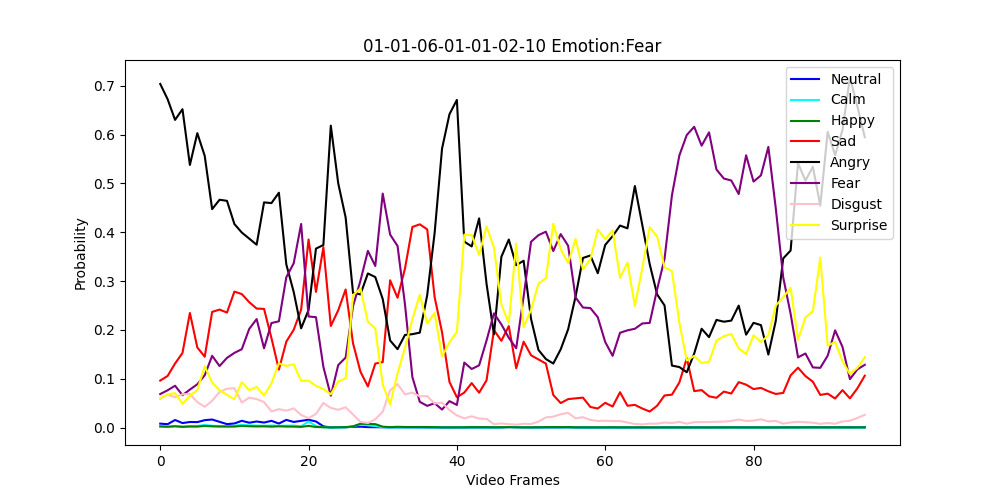 01-01-06-01-01-02-10 Emotion:Fear
Probability
0.7
0.6
0.5
0.4
0.3
0.2
0.1
0.0
0
20
40
60
80
Video Frames
Neutral
Calm
Happy
Sad
Angry
Fear
Disgust
Surprise